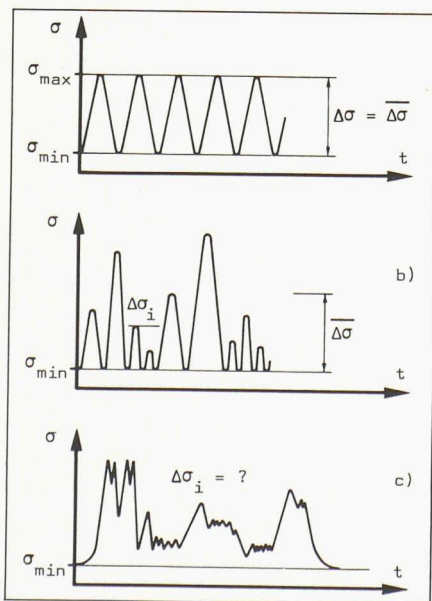 σ
σmax
Δσ = Δσ̅
σmin
t
σ
b)
Δσi
Δσ̅
σmin
t
σ
Δσi = ?
c)
σmin
t